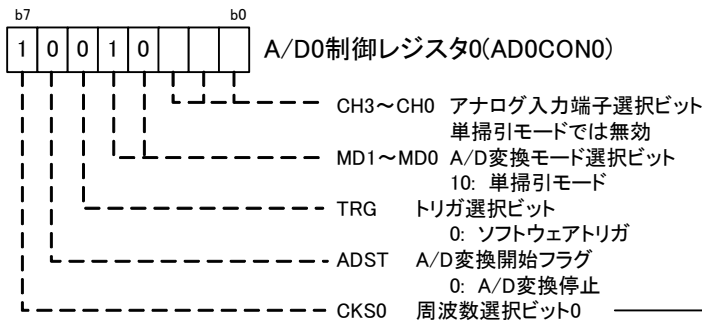 b7 b0
1 0 0 1 0 A/D0制御レジスタ0(AD0CON0)
CH3～CH0 アナログ入力端子選択ビット
単掃引モードでは無効
MD1～MD0 A/D変換モード選択ビット
10: 単掃引モード
TRG トリガ選択ビット
0: ソフトウェアトリガ
ADST A/D変換開始フラグ
0: A/D変換停止
CKS0 周波数選択ビット0